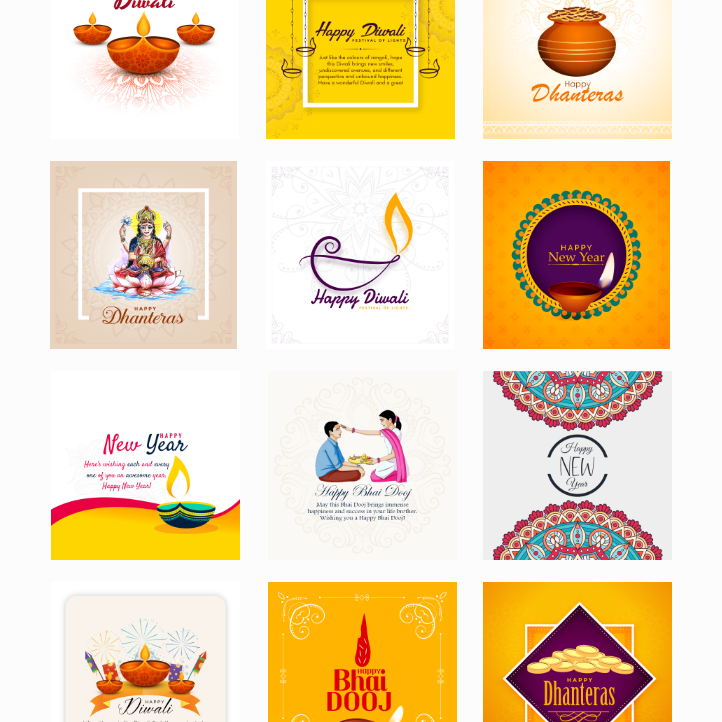 Diwali
Happy Diwali
FESTIVAL OF LIGHTS
Just like the colours of rangoli, hope
this Diwali brings new smiles,
undiscovered avenues, and different
perspective and unbound happiness.
Have a wonderful Diwali and a great
Happy
Dhanteras
HAPPY
Dhanteras
Happy Diwali
FESTIVAL OF LIGHTS
HAPPY
New Year
HAPPY
New Year
Here's wishing each and every
one of you an awesome year.
Happy New Year!
Happy Bhai Dooj
May this Bhai Dooj brings immense
happiness and success in your life brother.
Wishing you a Happy Bhai Dooj!
Happy
NEW
Year
HAPPY
Diwali
HAPPY
Bhai
DOOJ
HAPPY
Dhanteras